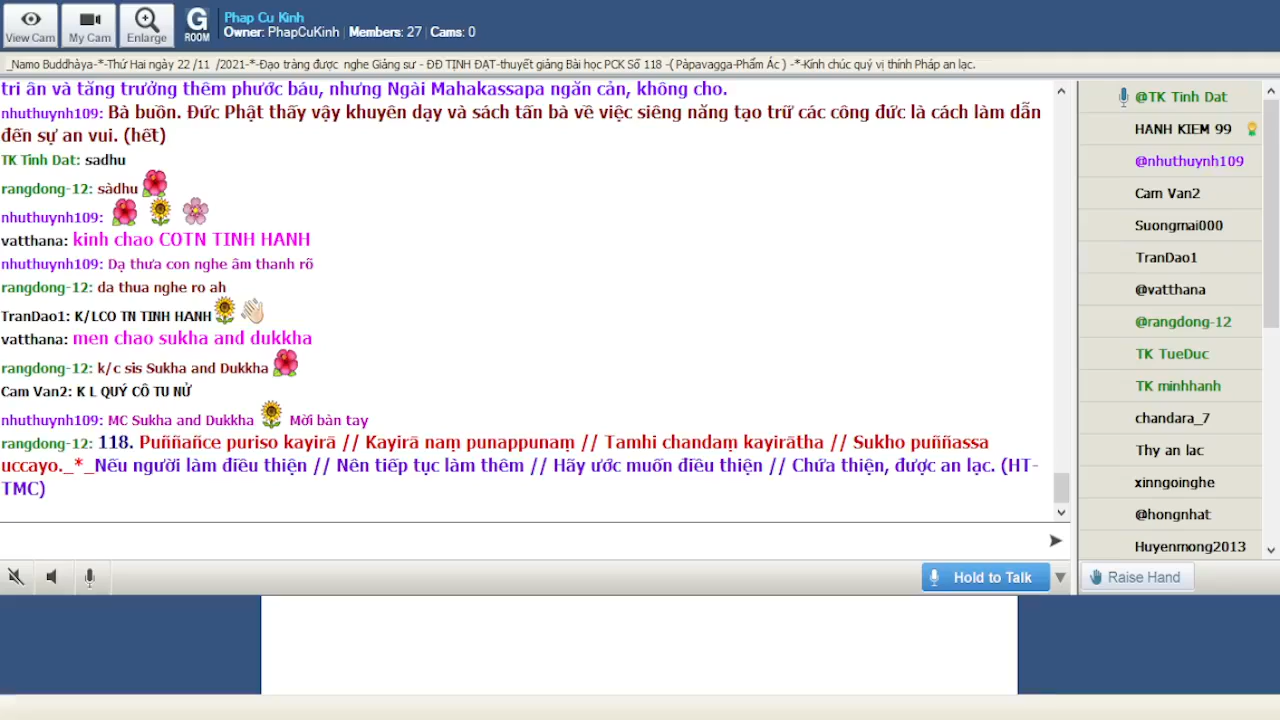 View Cam
My Cam
Enlarge
G
ROOM
Phap Cu Kinh
Owner: PhapCuKinh | Members: 27 | Cams: 0
_Namo Buddhàya-*-Thứ Hai ngày 22 /11 /2021-*-Đạo tràng được nghe Giảng sư - ĐĐ TỊNH ĐẠT-thuyết giảng Bài học PCK Số 118 -( Pàpavagga-Phẩm Ác ) -*-Kính chúc quý vị thính Pháp an lạc.
tri ân và tăng trưởng thêm phước báu, nhưng Ngài Mahakassapa ngăn cản, không cho.
nhuthuynh109: Bà buồn. Đức Phật thấy vậy khuyên dạy và sách tấn bà về việc siêng năng tạo trữ các công đức là cách làm dẫn
đến sự an vui. (hết)
TK Tinh Dat: sadhu
rangdong-12: sàdhu
nhuthuynh109:
vatthana: kinh chao COTN TINH HANH
nhuthuynh109: Dạ thưa con nghe âm thanh rõ
rangdong-12: da thua nghe ro ah
TranDao1: K/LCO TN TINH HANH
vatthana: men chao sukha and dukkha
rangdong-12: k/c sis Sukha and Dukkha
Cam Van2: K L QUÝ CÔ TU NỬ
nhuthuynh109: MC Sukha and Dukkha Mời bàn tay
rangdong-12: 118. Puññañce puriso kayirā // Kayirā naṃ punappunaṃ // Tamhi chandaṃ kayirātha // Sukho puññassa
uccayo._*_Nếu người làm điều thiện // Nên tiếp tục làm thêm // Hãy ước muốn điều thiện // Chứa thiện, được an lạc. (HT-
TMC)
@TK Tinh Dat
HANH KIEM 99
@nhuthuynh109
Cam Van2
Suongmai000
TranDao1
@vatthana
@rangdong-12
TK TueDuc
TK minhhanh
chandara_7
Thy an lac
xinngoinghe
@hongnhat
Huyenmong2013
Hold to Talk
Raise Hand